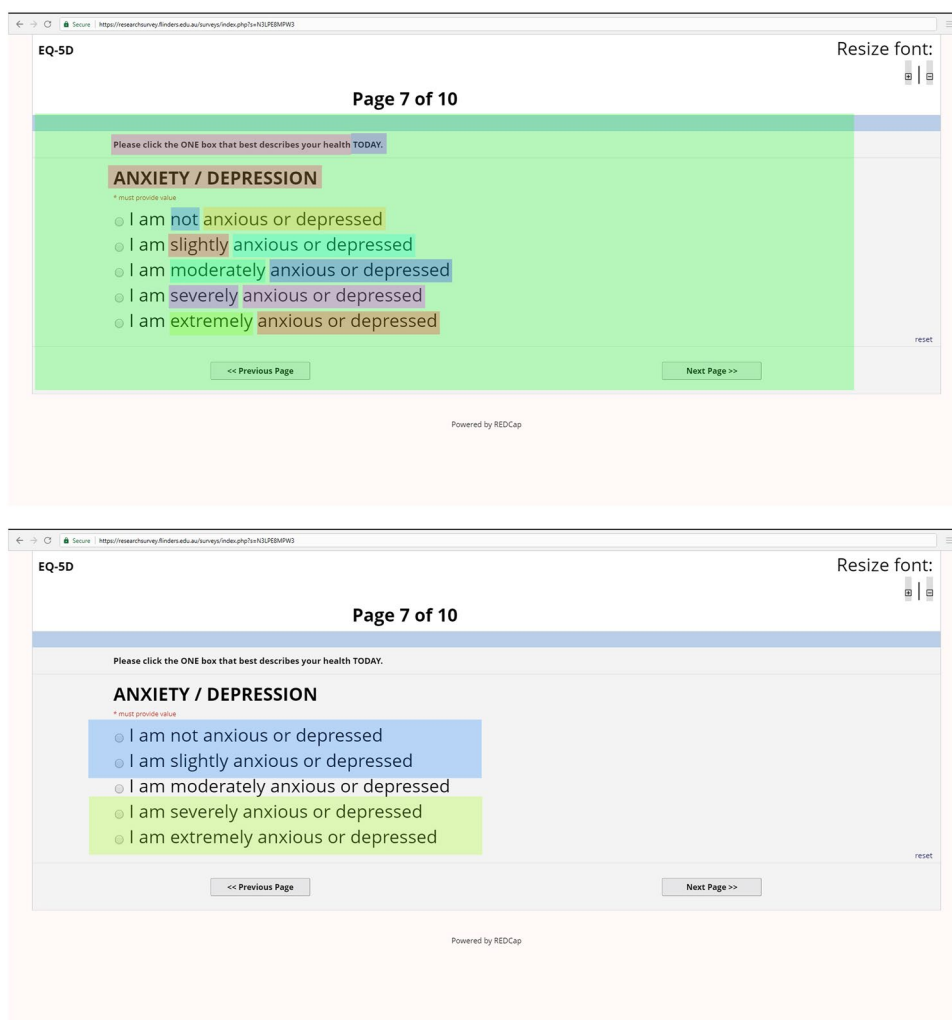 Secure https://researchsurvey.flinders.edu.au/surveys/index.php?s=N3LPE8MPW3
EQ-5D
Resize font:
Page 7 of 10
Please click the ONE box that best describes your health TODAY.
ANXIETY / DEPRESSION
* must provide value
I am not anxious or depressed
I am slightly anxious or depressed
I am moderately anxious or depressed
I am severely anxious or depressed
I am extremely anxious or depressed
reset
<< Previous Page
Next Page >>
Powered by REDCap
Secure https://researchsurvey.flinders.edu.au/surveys/index.php?s=N3LPE8MPW3
EQ-5D
Resize font:
Page 7 of 10
Please click the ONE box that best describes your health TODAY.
ANXIETY / DEPRESSION
* must provide value
I am not anxious or depressed
I am slightly anxious or depressed
I am moderately anxious or depressed
I am severely anxious or depressed
I am extremely anxious or depressed
reset
<< Previous Page
Next Page >>
Powered by REDCap